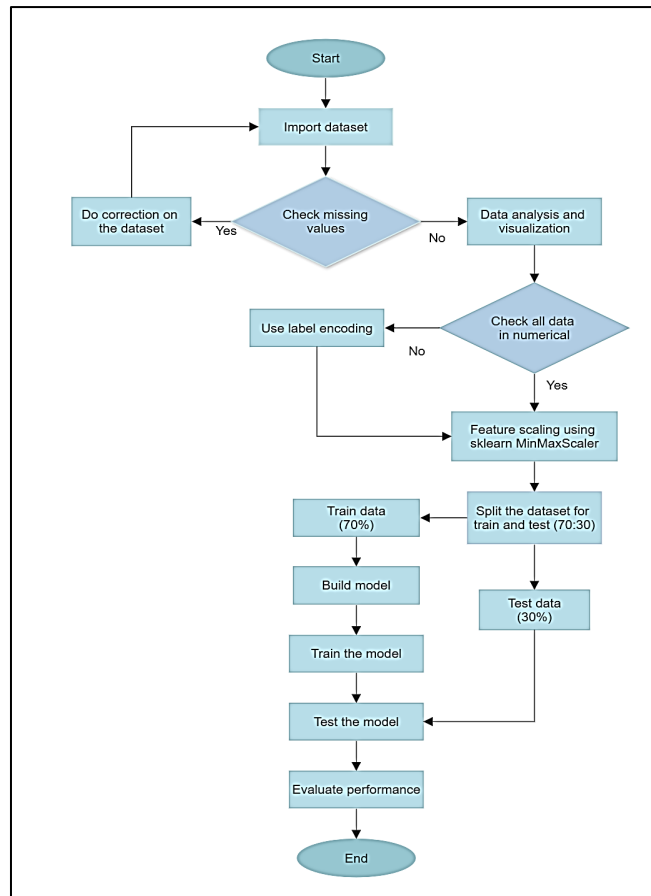 Start
Import dataset
Do correction on
the dataset
Yes
Check missing
values
No
Data analysis and
visualization
Use label encoding
No
Check all data
in numerical
Yes
Feature scaling using
sklearn MinMaxScaler
Train data
(70%)
Split the dataset for
train and test (70:30)
Build model
Test data
(30%)
Train the model
Test the model
Evaluate performance
End